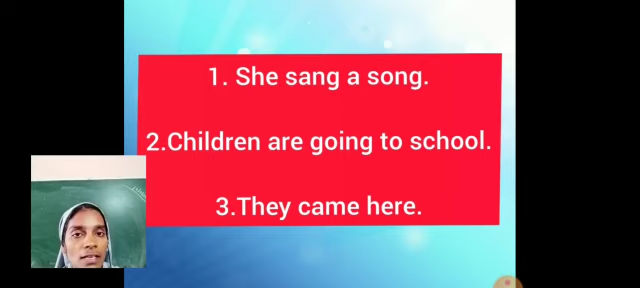 1. She sang a song.
2.Children are going to school.
3.They came here.